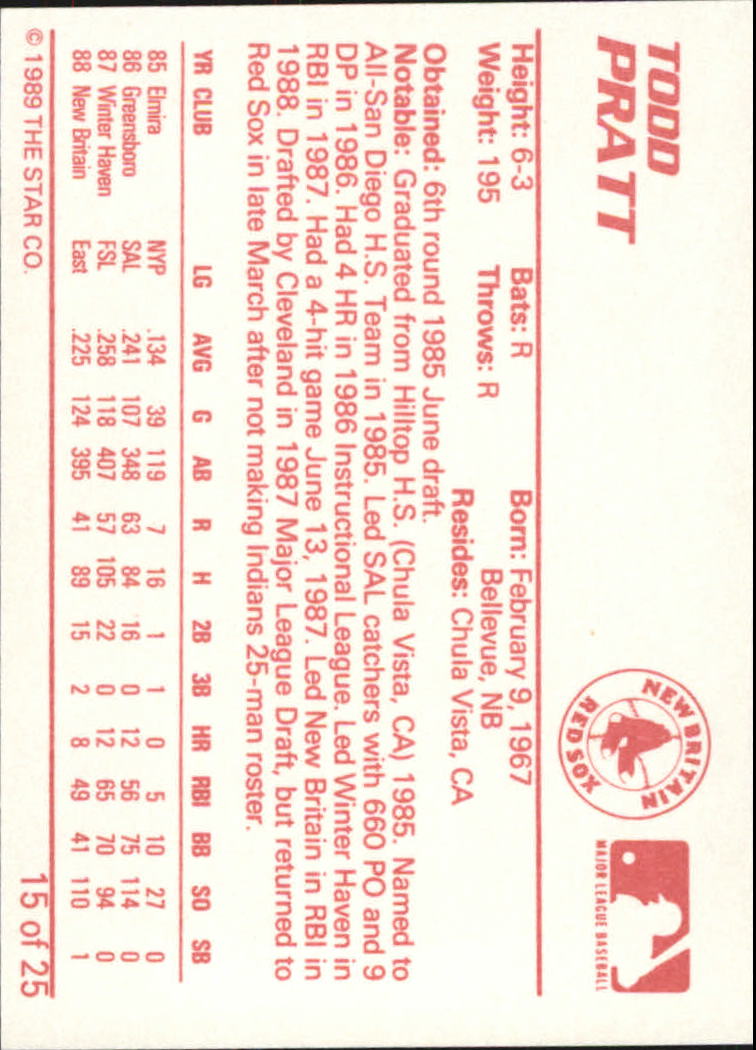 TODD
PRATT
NEW BRITAIN
RED SOX
MAJOR LEAGUE BASEBALL
Height: 6-3 Bats: R Born: February 9, 1967
Weight: 195 Throws: R Bellevue, NB
Resides: Chula Vista, CA
Obtained: 6th round 1985 June draft.
Notable: Graduated from Hilltop H.S. (Chula Vista, CA) 1985. Named to
All-San Diego H.S. Team in 1985. Led SAL catchers with 660 PO and 9
DP in 1986. Had 4 HR in 1986 Instructional League. Led Winter Haven in
RBI in 1987. Had a 4-hit game June 13, 1987. Led New Britain in RBI in
1988. Drafted by Cleveland in 1987 Major League Draft, but returned to
Red Sox in late March after not making Indians 25-man roster.
YR CLUB LG AVG G AB R H 2B 3B HR RBI BB SO SB
85 Elmira NYP .134 39 119 7 16 1 1 0 5 10 27 0
86 Greensboro SAL .241 107 348 63 84 16 0 12 56 75 114 0
87 Winter Haven FSL .258 118 407 57 105 22 0 12 65 70 94 0
88 New Britain East .225 124 395 41 89 15 2 8 49 41 110 1
© 1989 THE STAR CO. 15 of 25